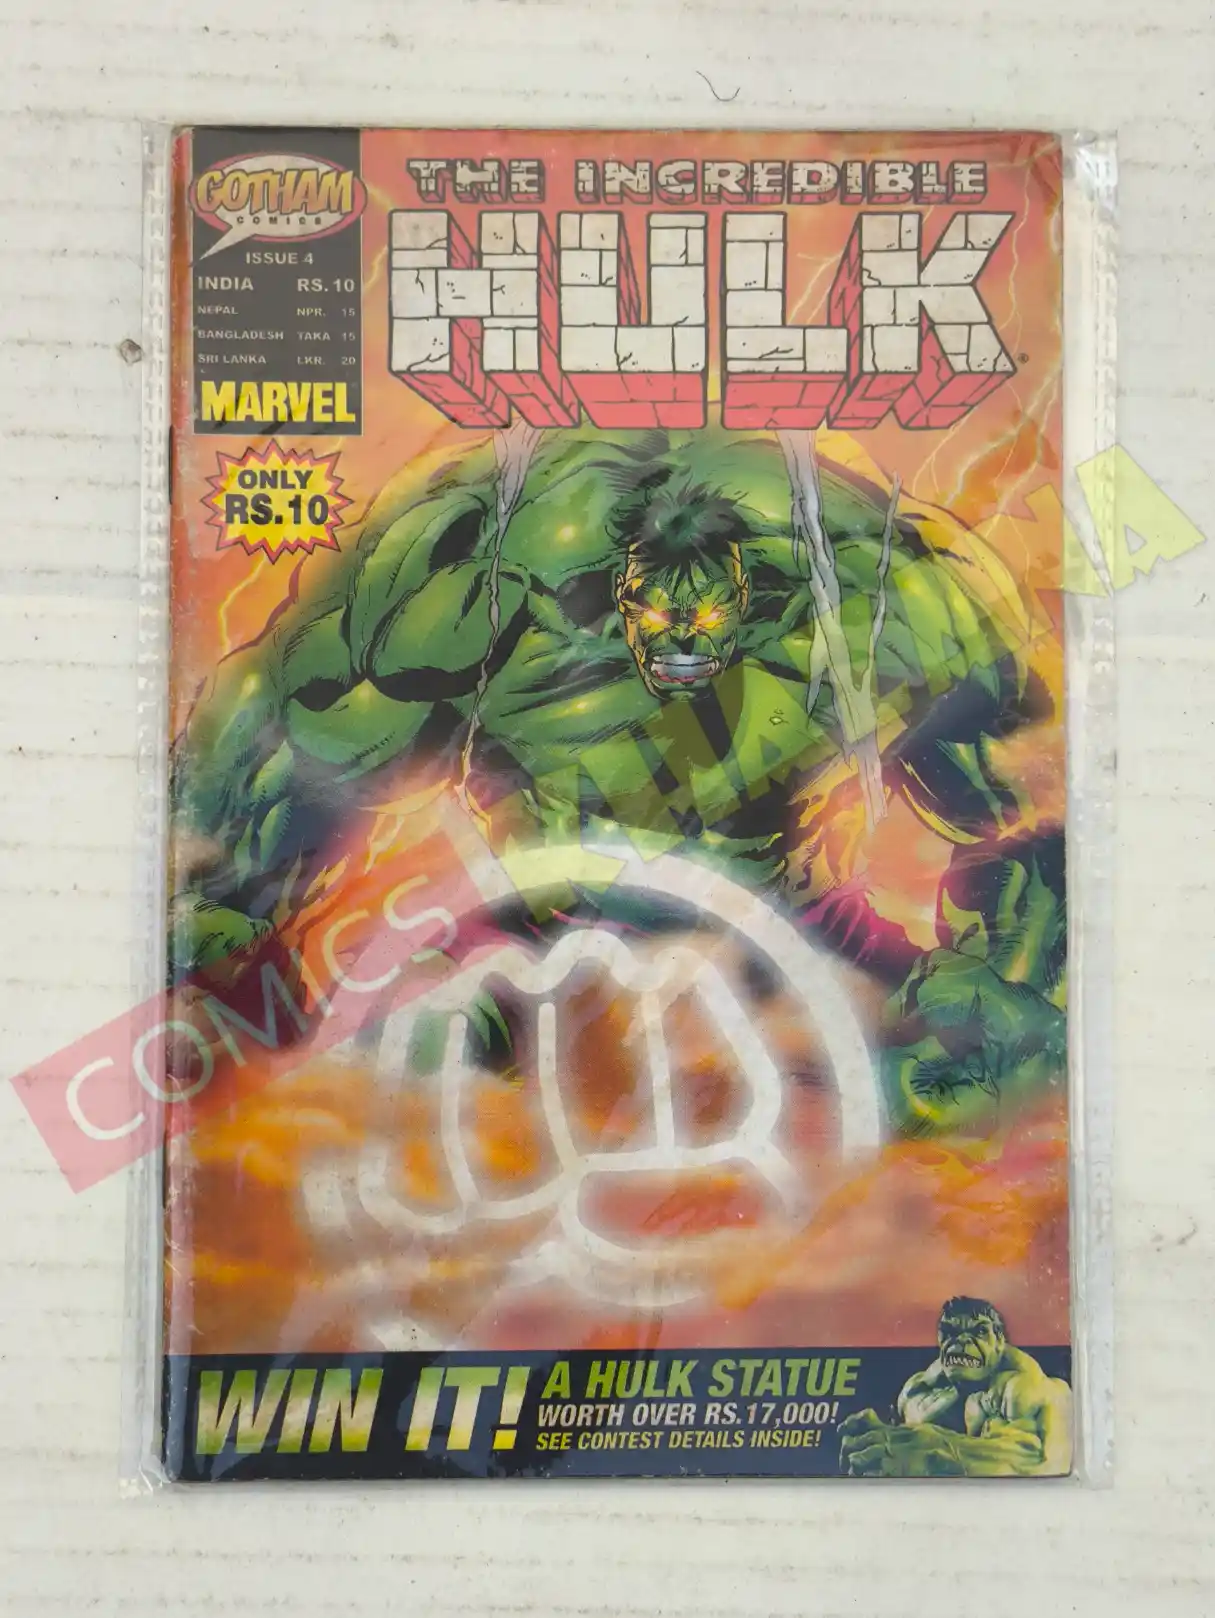 GOTHAM
COMICS
ISSUE 4
INDIA RS. 10
NEPAL NPR. 15
BANGLADESH TAKA 15
SRI LANKA LKR. 20
MARVEL
THE INCREDIBLE
HULK
®
ONLY
RS.10
COMICS KHAZANA
WIN IT!
A HULK STATUE
WORTH OVER RS.17,000!
SEE CONTEST DETAILS INSIDE!